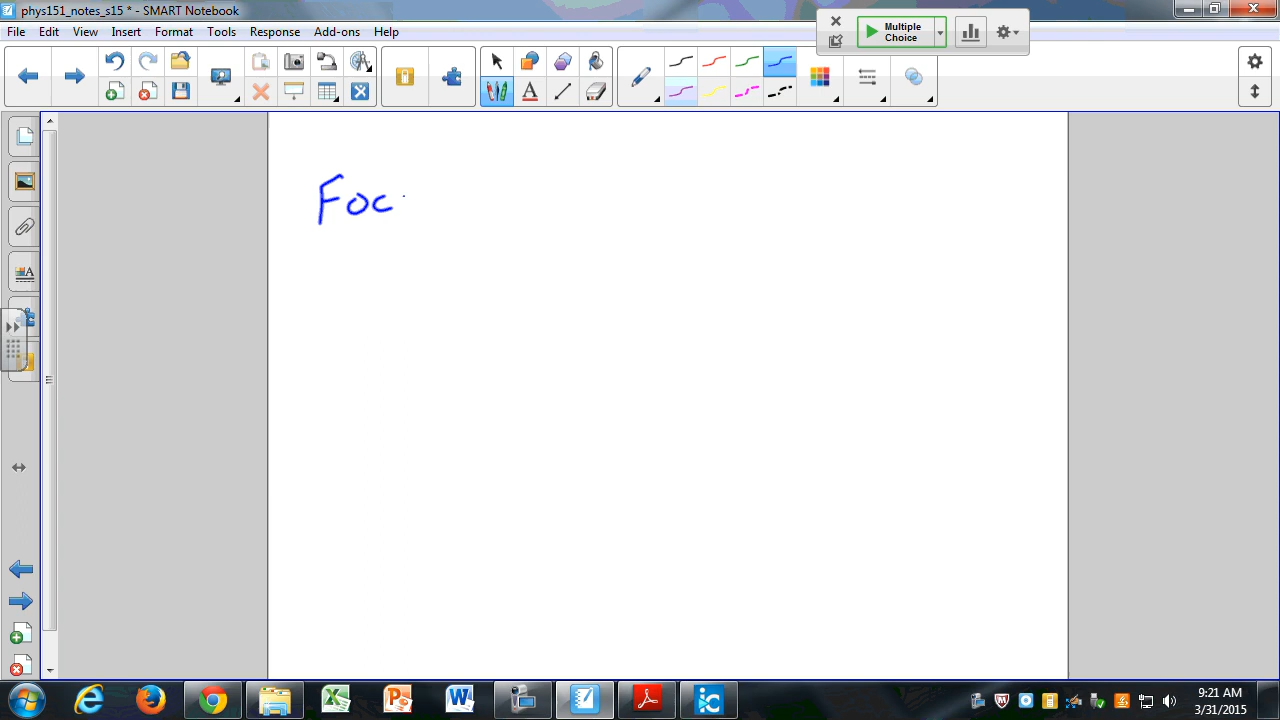 phys151_notes_s15 * - SMART Notebook
File Edit View Insert Format Tools Response Add-ons Help
Multiple
Choice
Foc
9:21 AM
3/31/2015